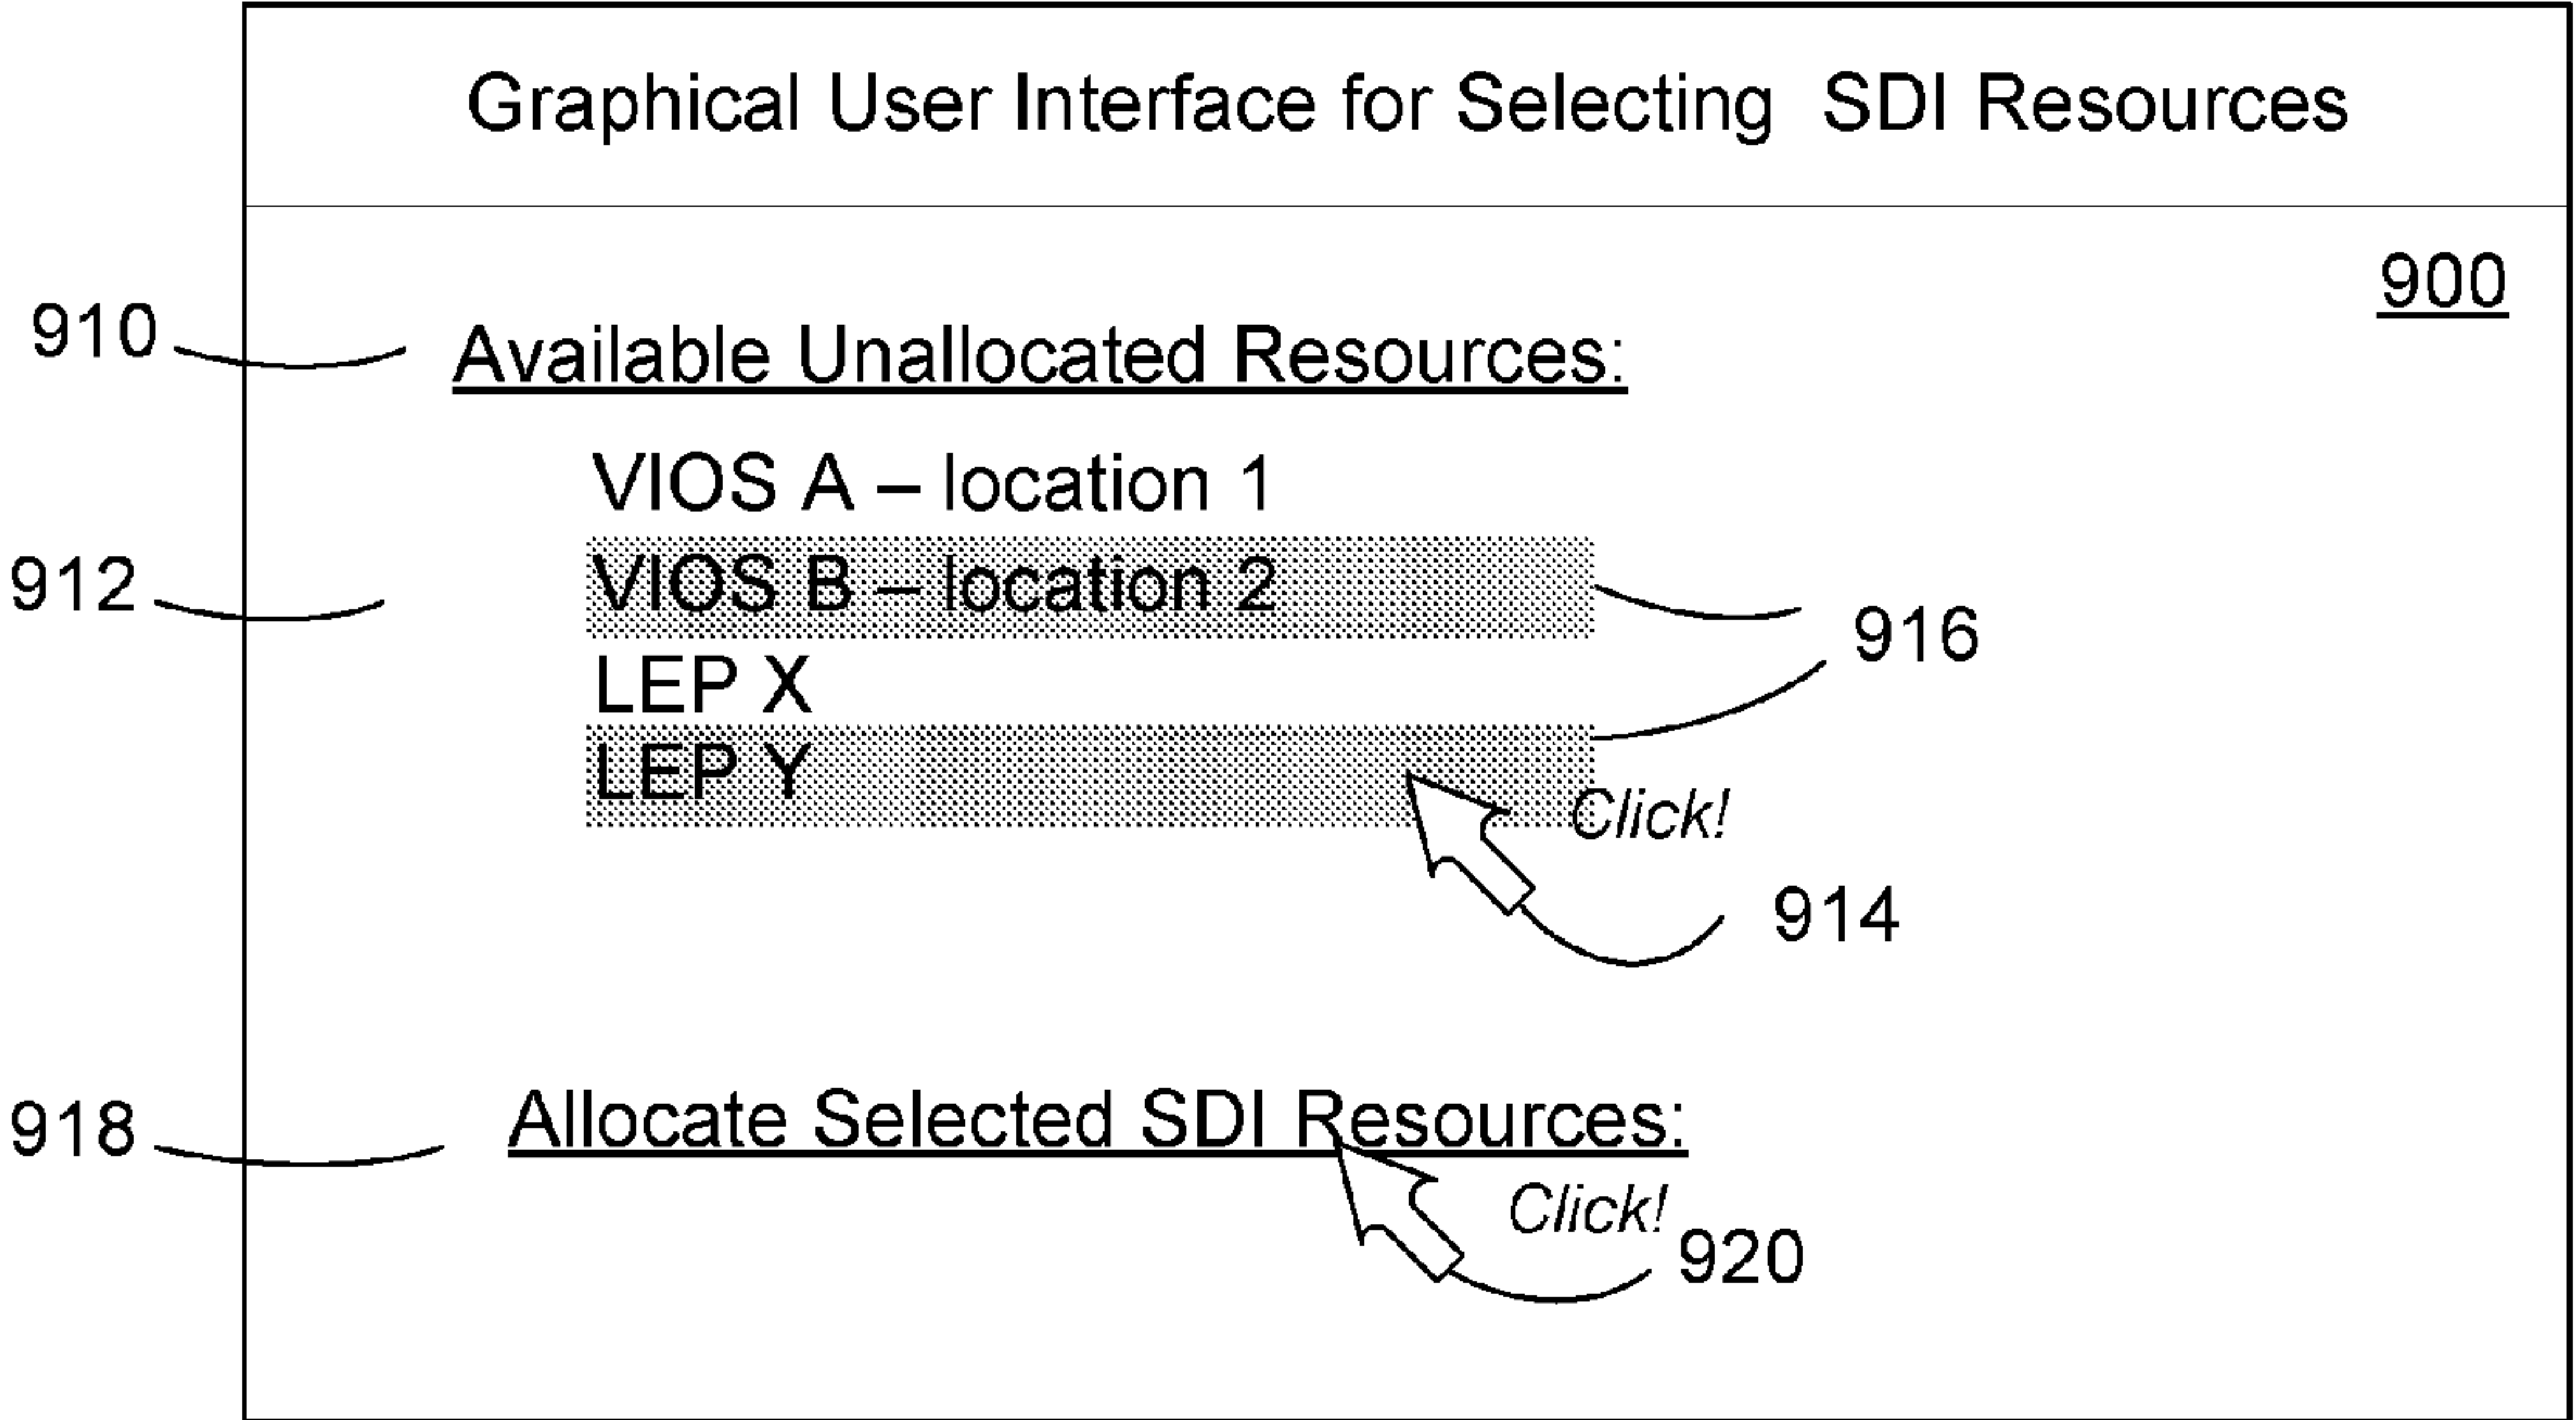 Graphical User Interface for Selecting SDI Resources
900
910
Available Unallocated Resources:
VIOS A – location 1
912
VIOS B – location 2
916
LEP X
LEP Y
Click!
914
918
Allocate Selected SDI Resources:
Click!
920